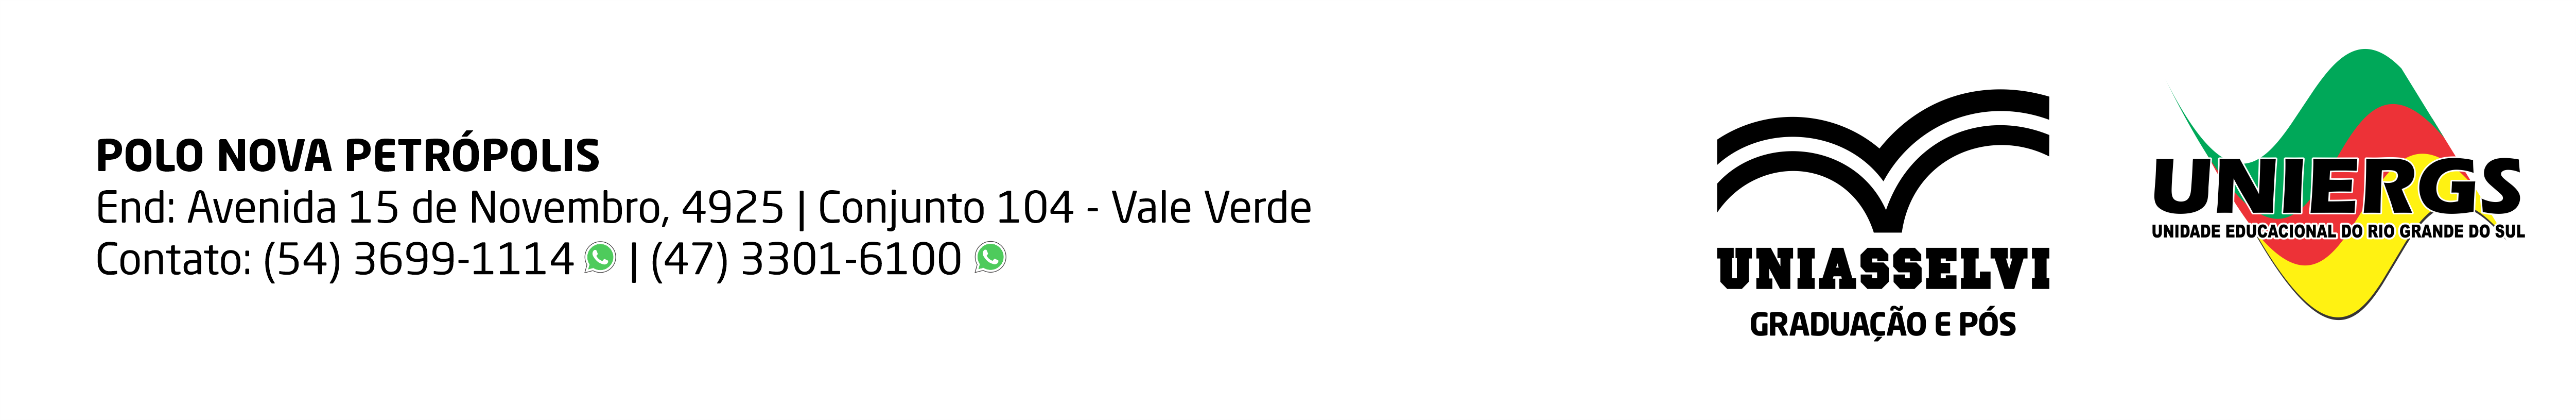 POLO NOVA PETRÓPOLIS
End: Avenida 15 de Novembro, 4925 | Conjunto 104 - Vale Verde
Contato: (54) 3699-1114 | (47) 3301-6100
UNIASSELVI
GRADUAÇÃO E PÓS
UNIERGS
UNIDADE EDUCACIONAL DO RIO GRANDE DO SUL